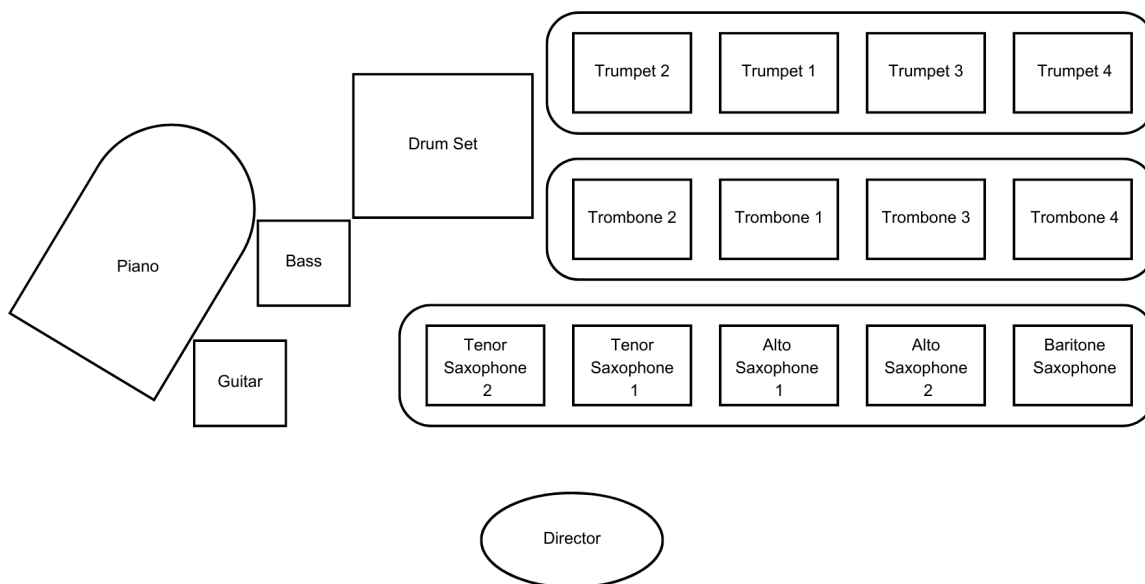 Trumpet 2
Trumpet 1
Trumpet 3
Trumpet 4
Drum Set
Trombone 2
Trombone 1
Trombone 3
Trombone 4
Piano
Bass
Guitar
Tenor
Saxophone
2
Tenor
Saxophone
1
Alto
Saxophone
1
Alto
Saxophone
2
Baritone
Saxophone
Director